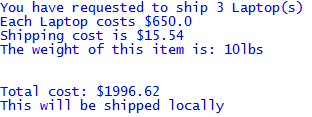 You have requested to ship 3 Laptop(s)
Each Laptop costs $650.0
Shipping cost is $15.54
The weight of this item is: 10lbs
Total cost: $1996.62
This will be shipped locally